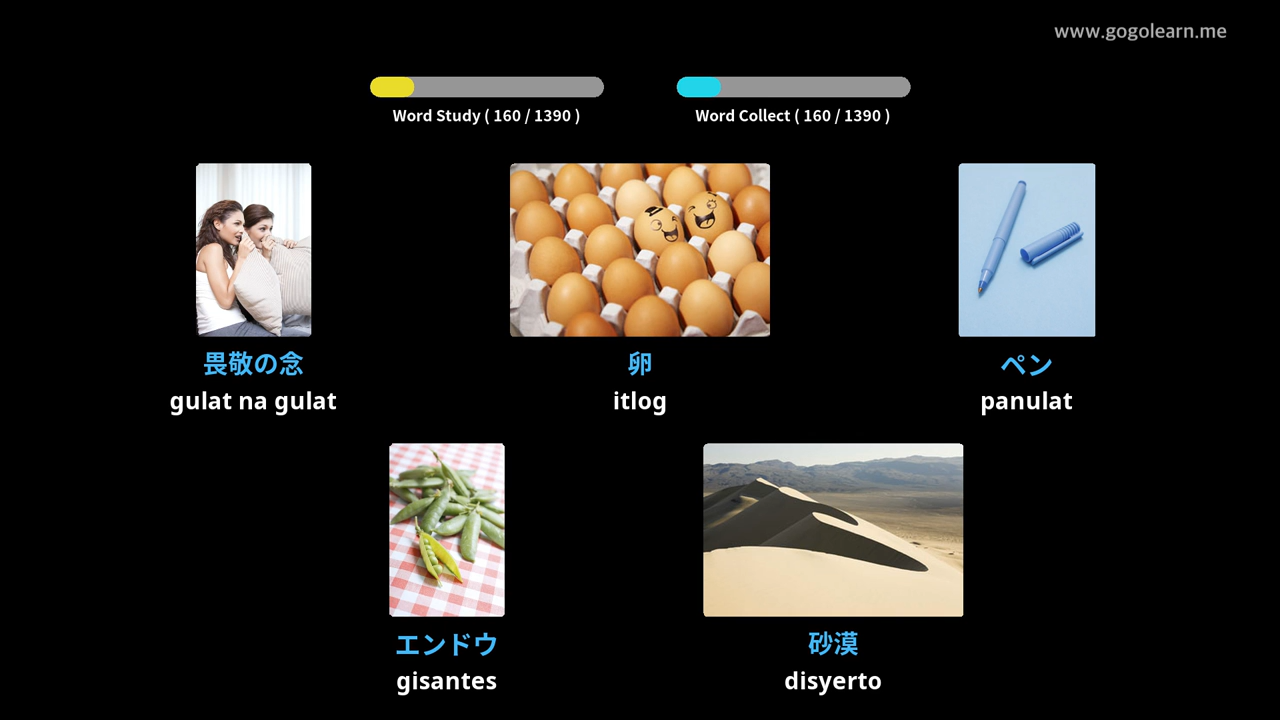 www.gogolearn.me
Word Study ( 160 / 1390 )
Word Collect ( 160 / 1390 )
畏敬の念
gulat na gulat
卵
itlog
ペン
panulat
エンドウ
gisantes
砂漠
disyerto